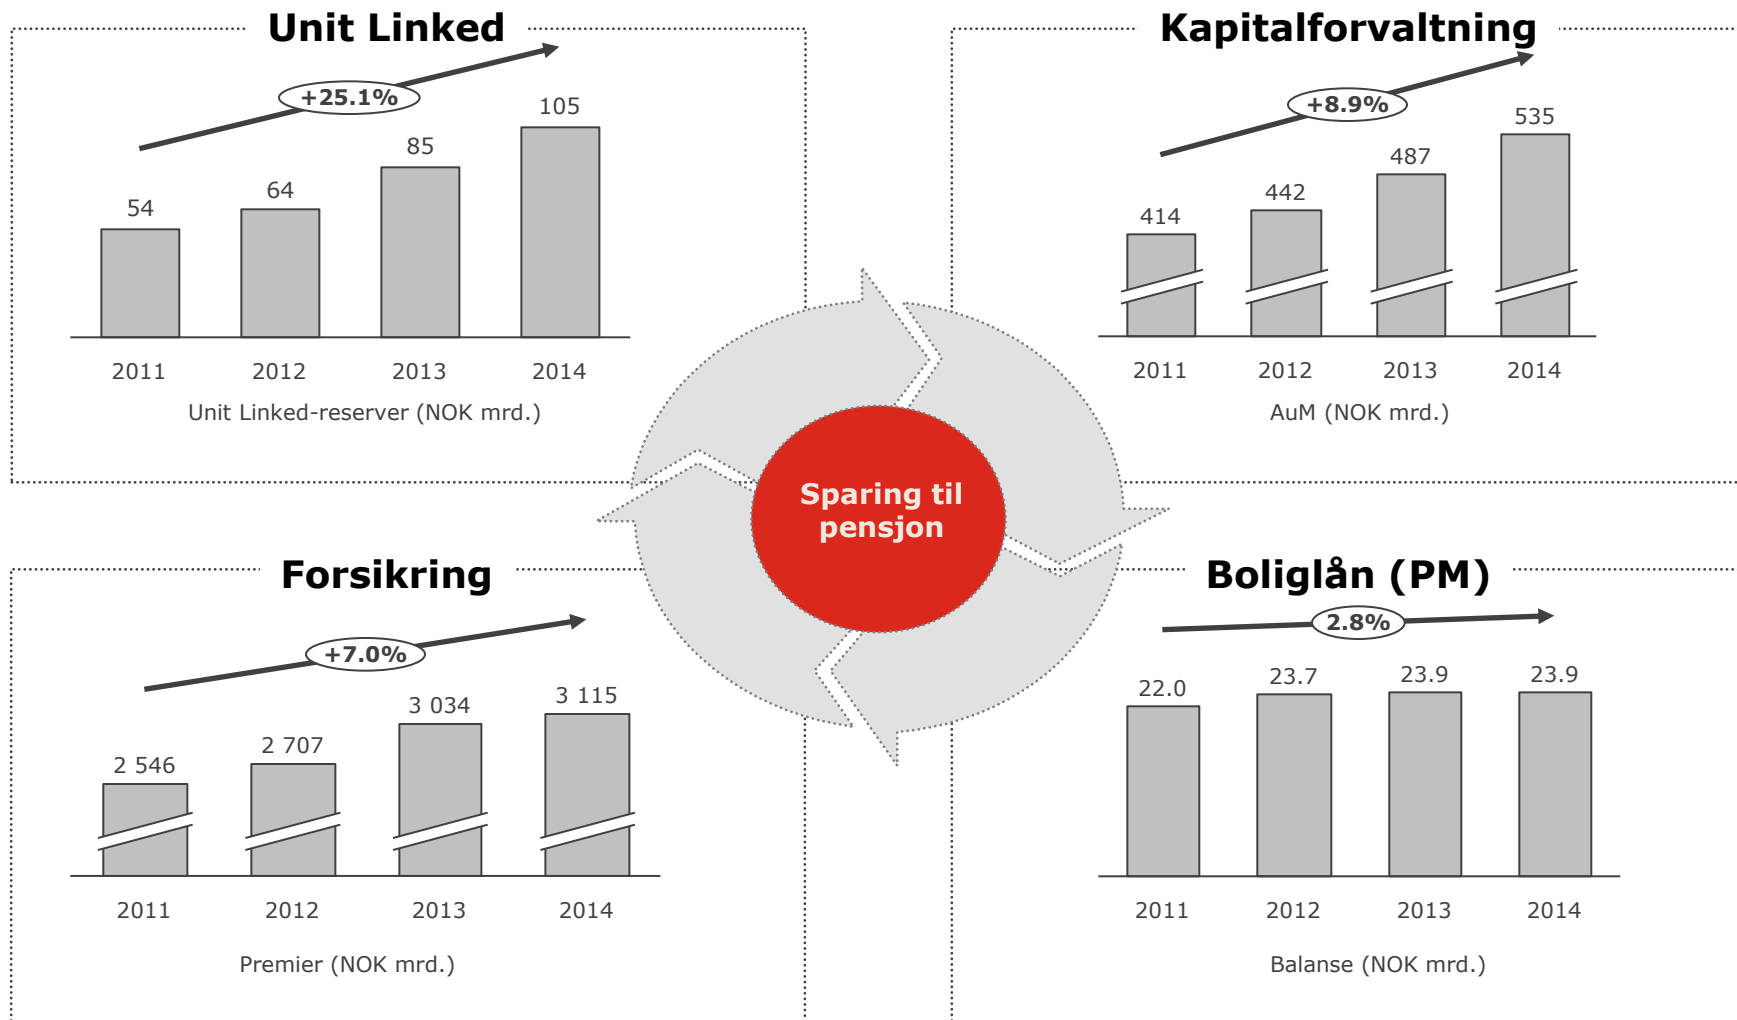 Unit Linked
+25.1%
54
64
85
105
2011 2012 2013 2014
Unit Linked-reserver (NOK mrd.)
Kapitalforvaltning
+8.9%
414
442
487
535
2011 2012 2013 2014
AuM (NOK mrd.)
Sparing til
pensjon
Forsikring
+7.0%
2 546
2 707
3 034
3 115
2011 2012 2013 2014
Premier (NOK mrd.)
Boliglån (PM)
2.8%
22.0
23.7
23.9
23.9
2011 2012 2013 2014
Balanse (NOK mrd.)